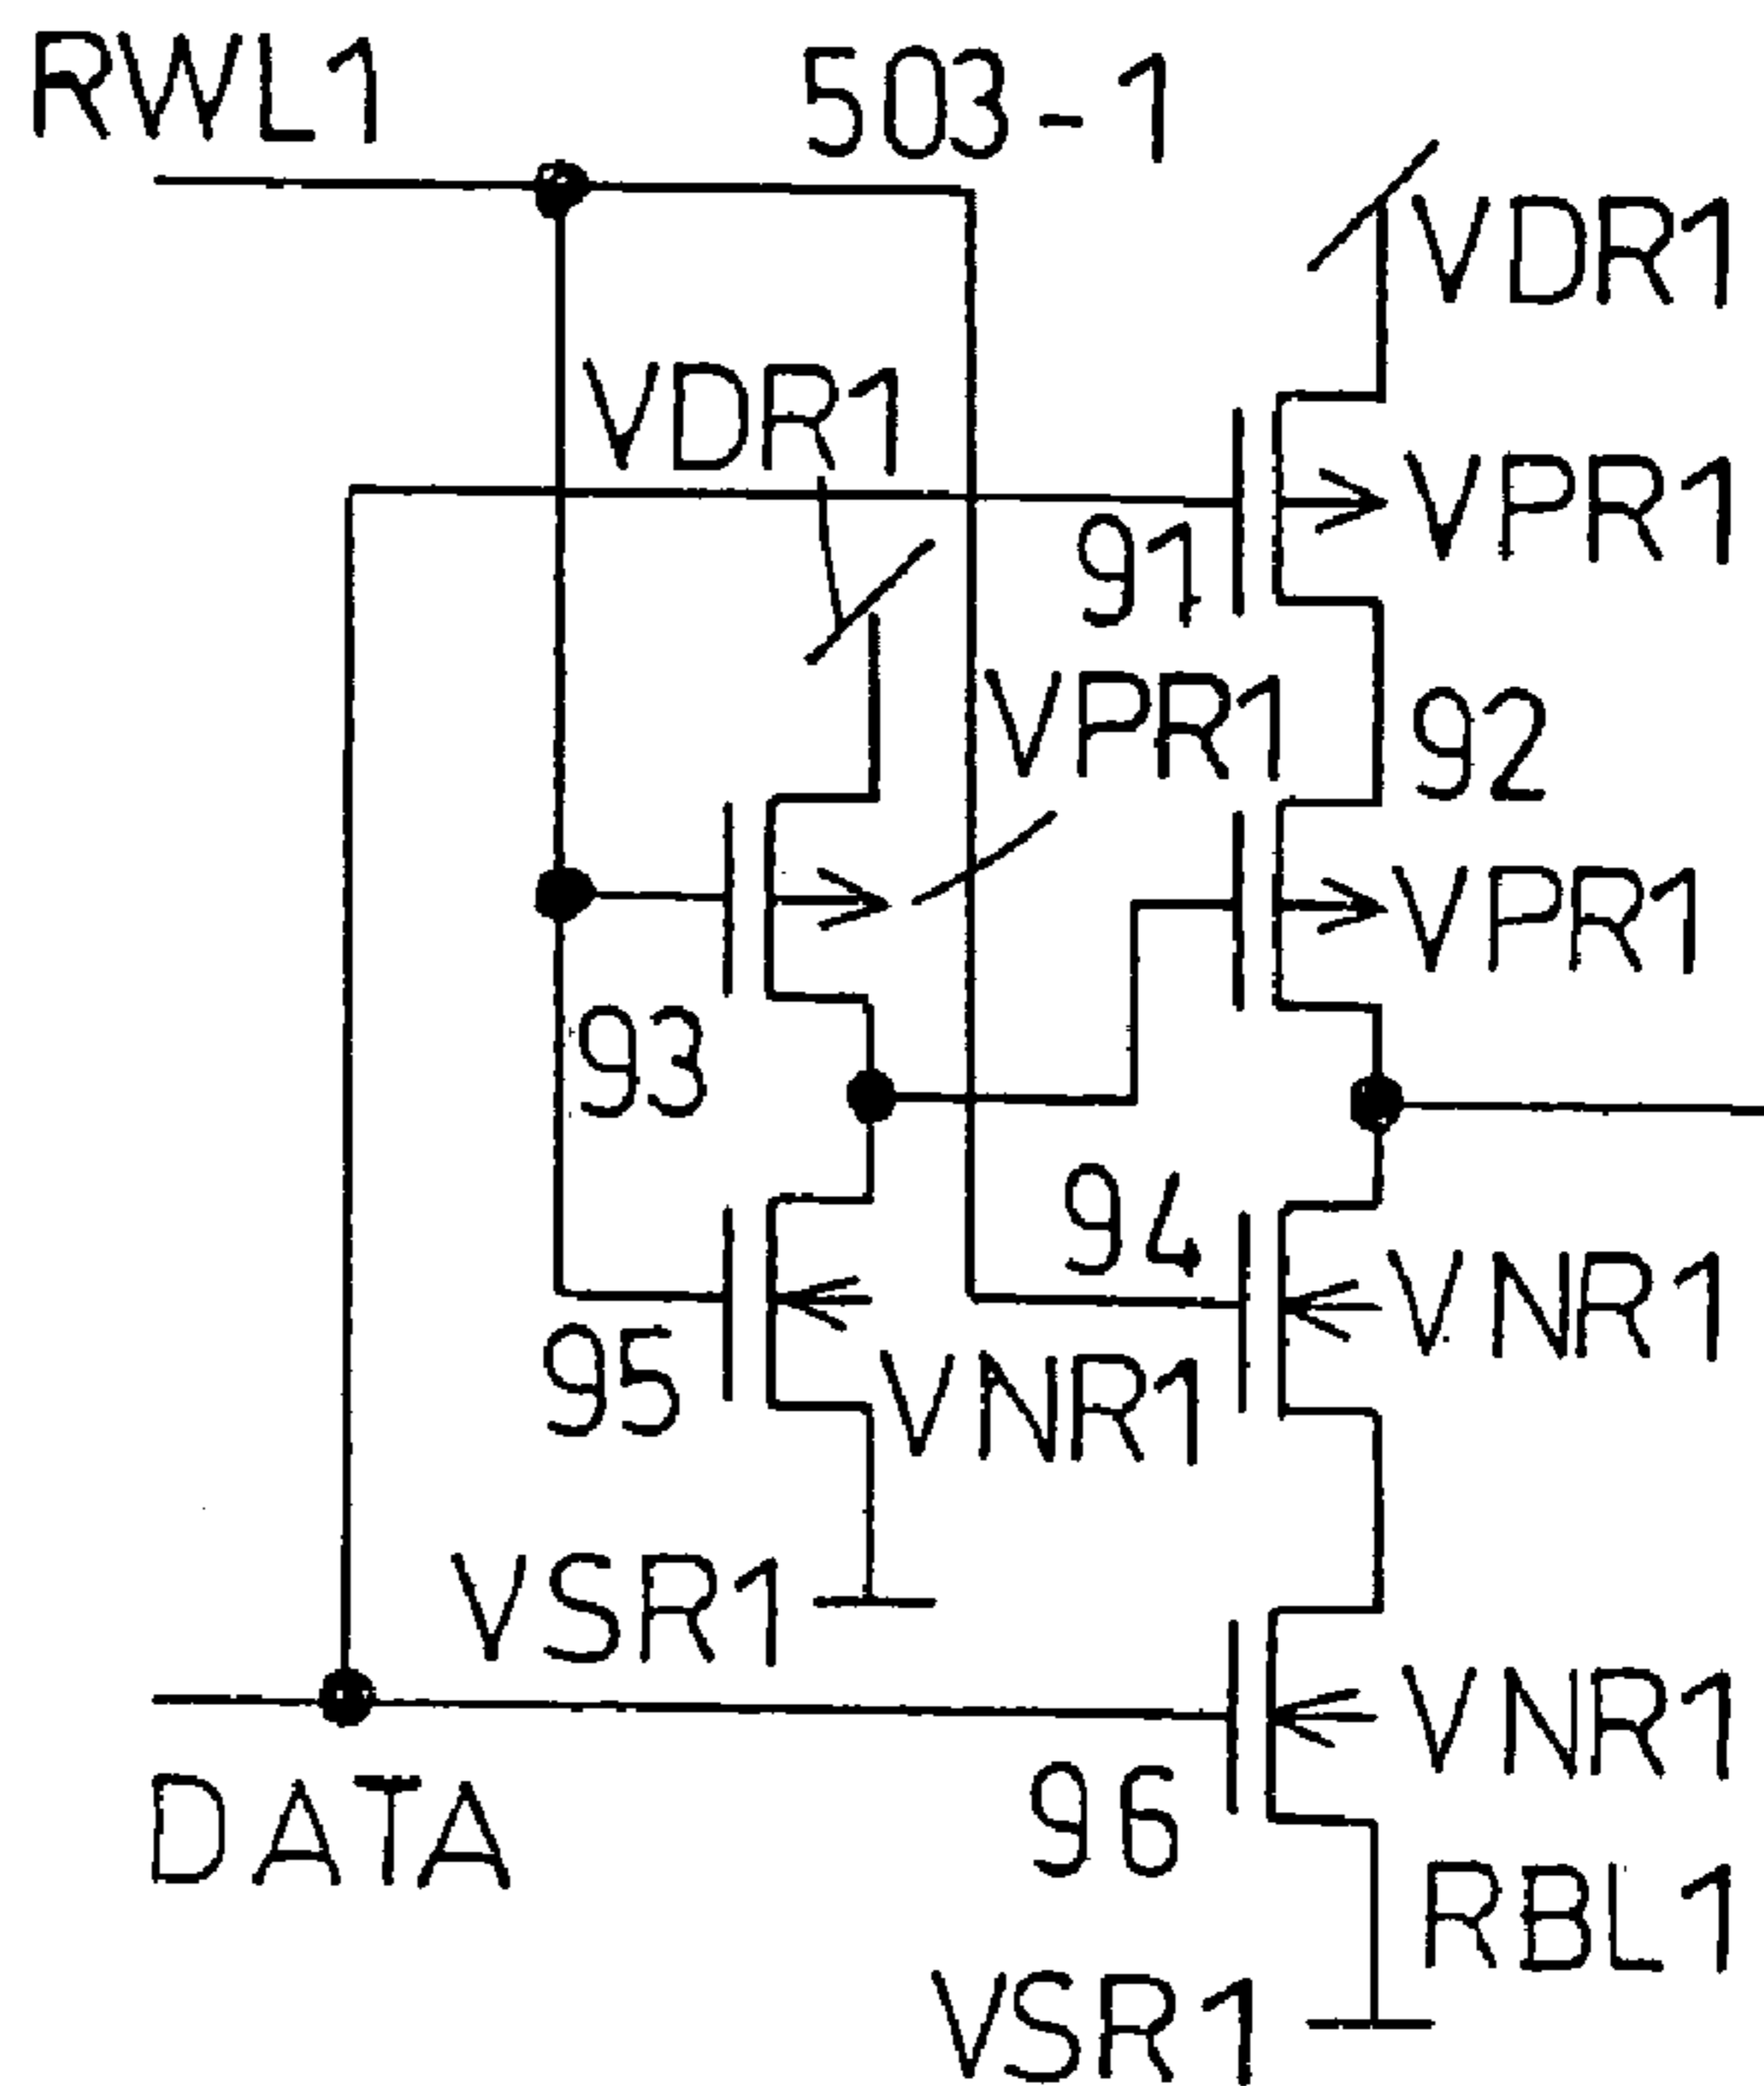 RWL1
503-1
VDR1
VDR1
VPR1
91
VPR1
92
VPR1
93
94
VNR1
95
VNR1
VSR1
VNR1
DATA
96
RBL1
VSR1